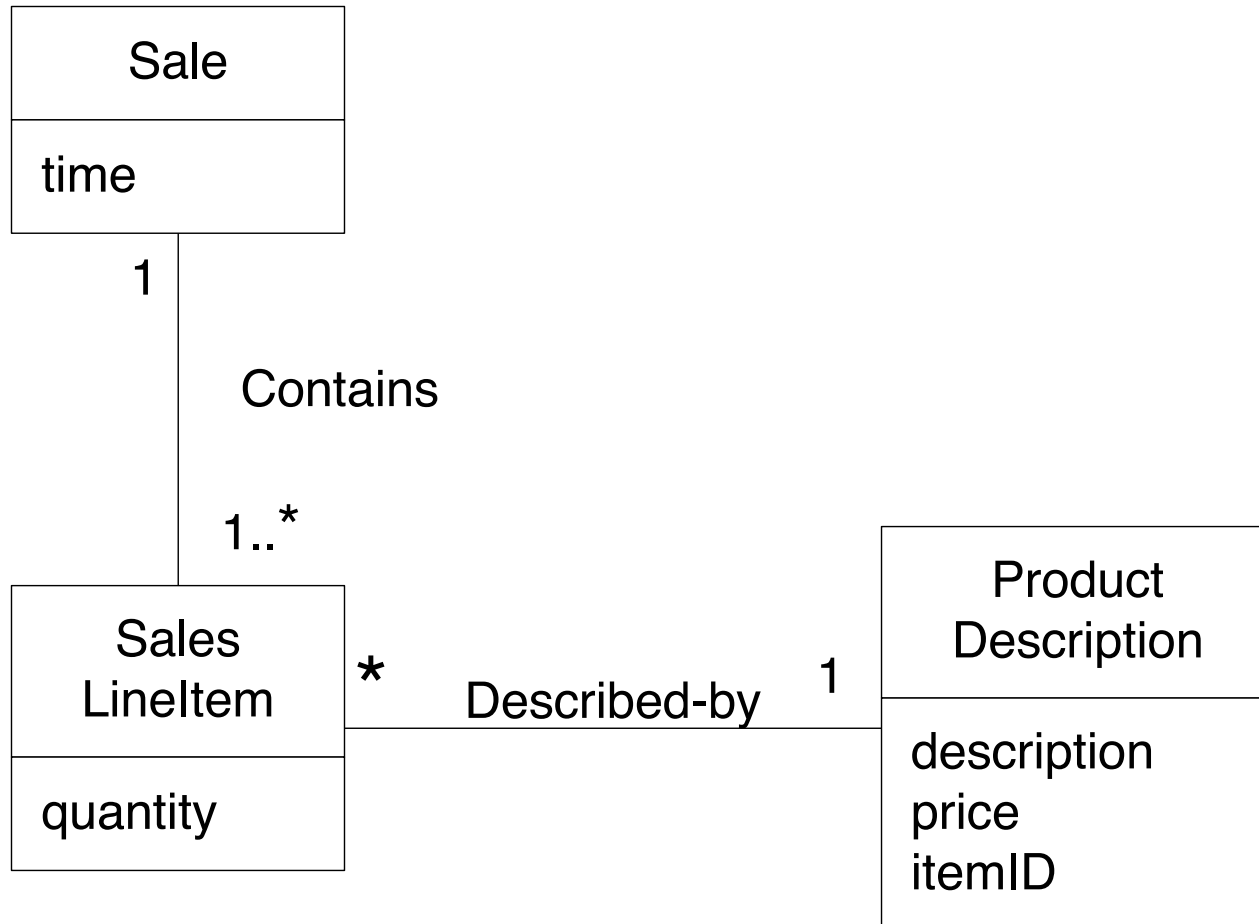 Sale
time
1
Contains
1..*
Sales
LineItem
quantity
*
Described-by
1
Product
Description
description
price
itemID